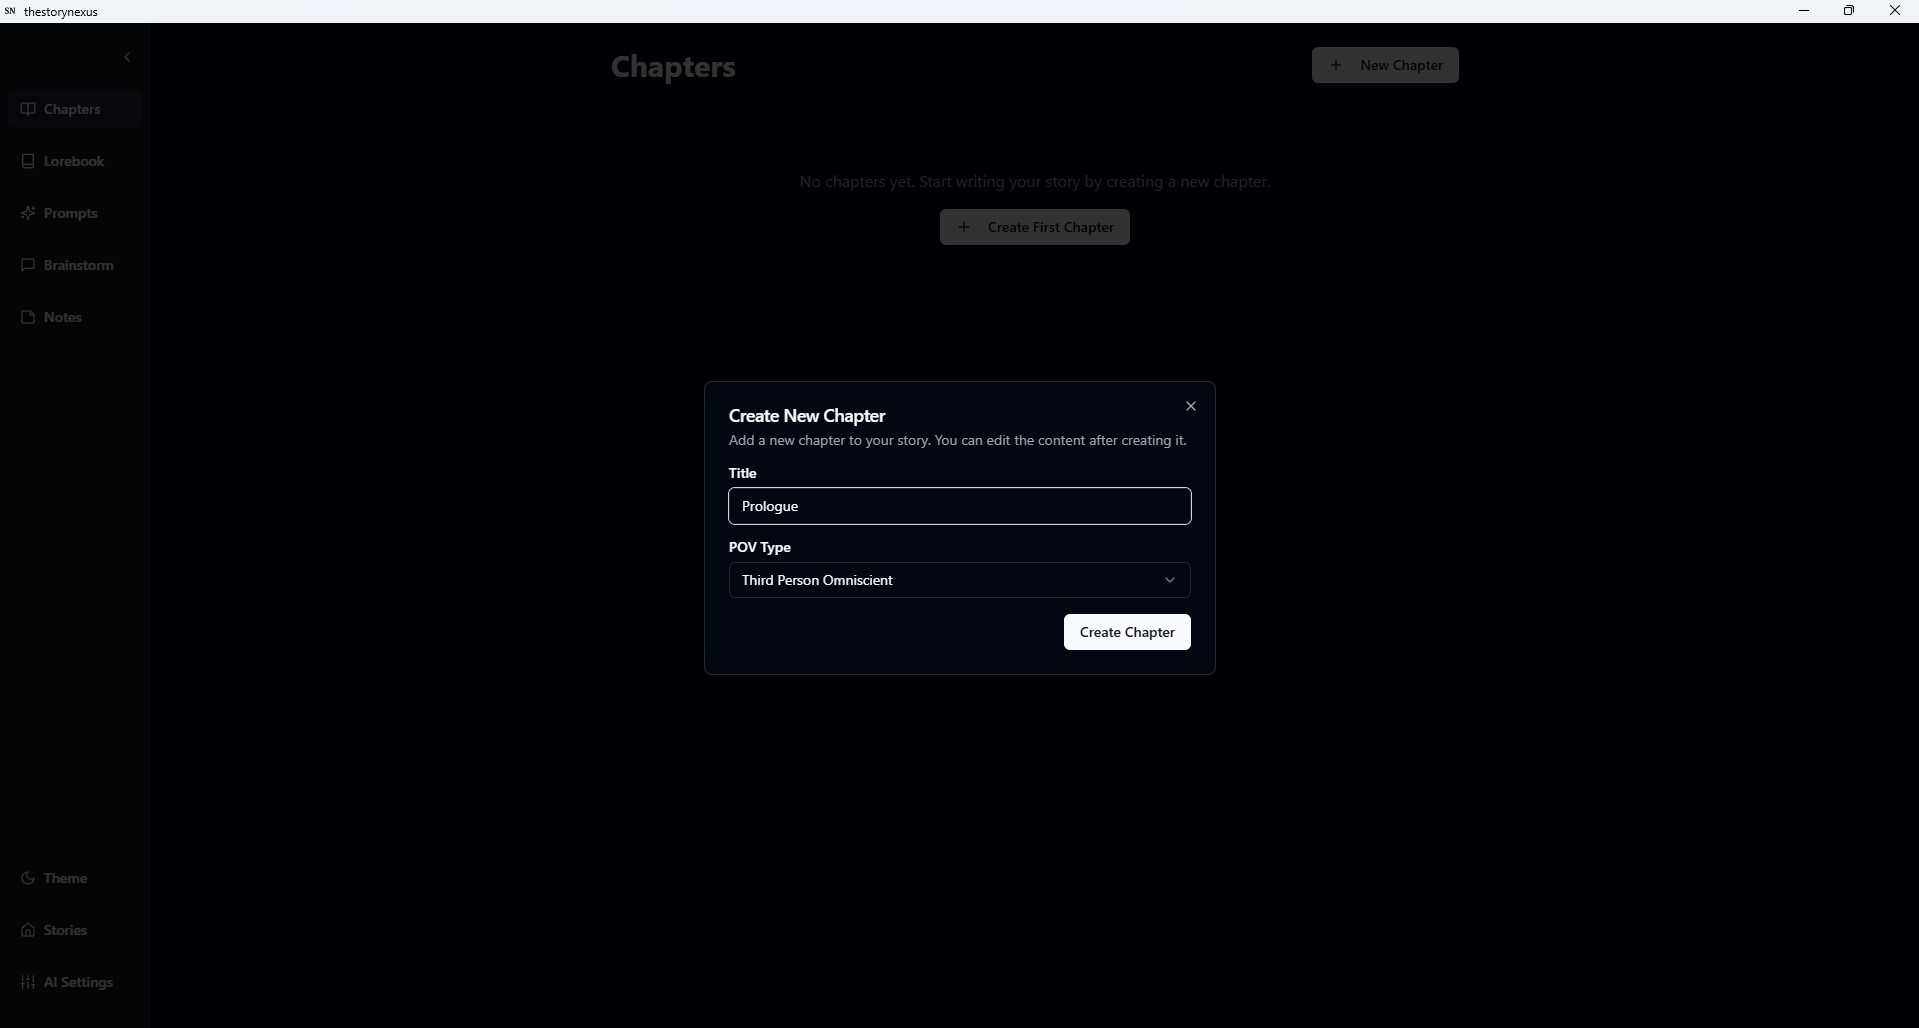 SN thestorynexus
Chapters
New Chapter
Chapters
Lorebook
Prompts
Brainstorm
Notes
No chapters yet. Start writing your story by creating a new chapter.
Create First Chapter
Create New Chapter
Add a new chapter to your story. You can edit the content after creating it.
Title
Prologue
POV Type
Third Person Omniscient
Create Chapter
Theme
Stories
AI Settings